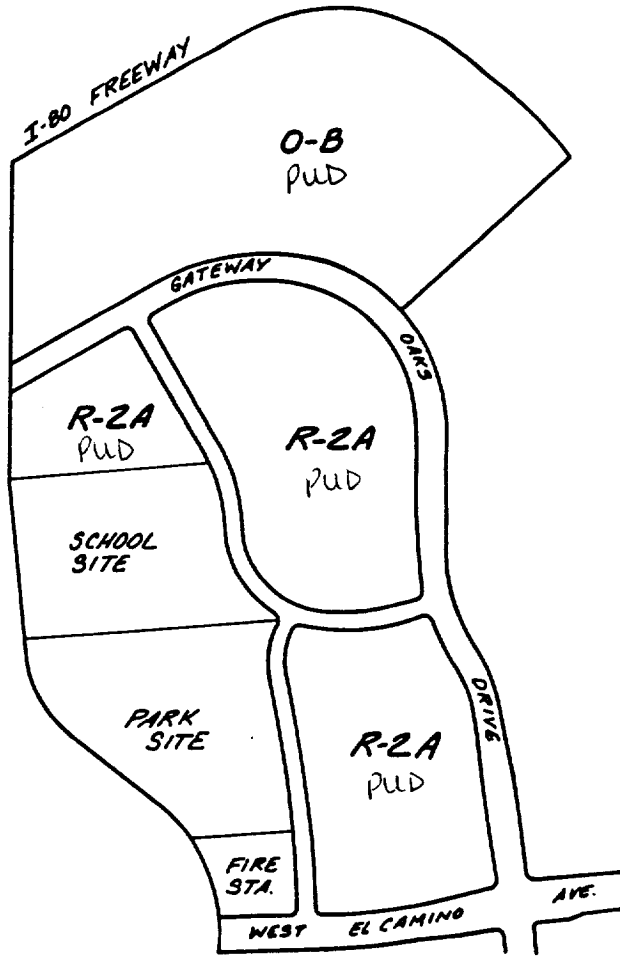 I-80 FREEWAY
O-B
PUD
GATEWAY
OAKS
R-2A
PUD
R-2A
PUD
SCHOOL
SITE
PARK
SITE
DRIVE
R-2A
PUD
FIRE
STA.
WEST EL CAMINO AVE.